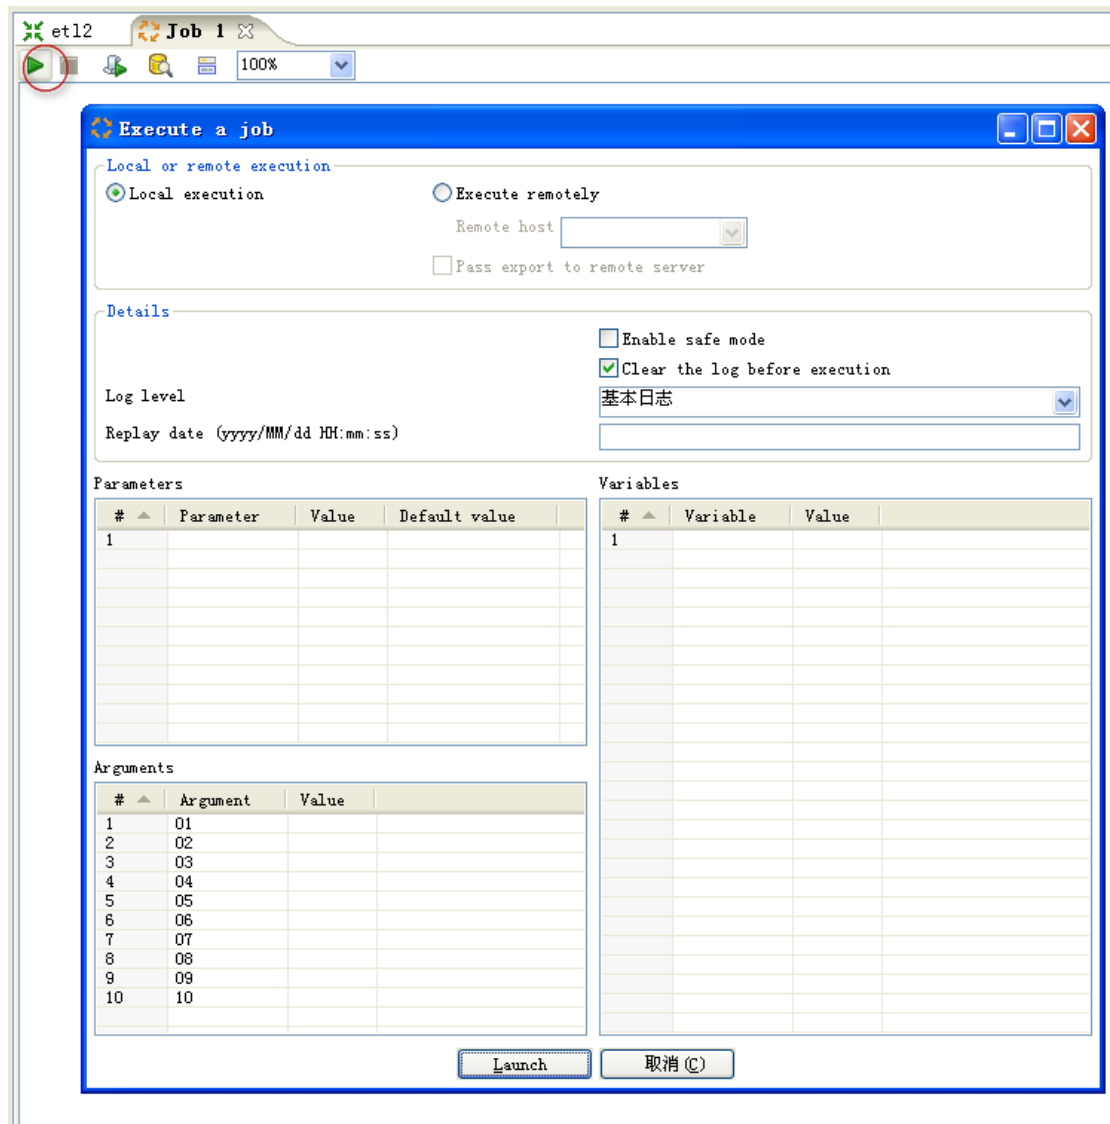 etl2 Job 1
100%
Execute a job
Local or remote execution
Local execution Execute remotely
Remote host
Pass export to remote server
Details
Enable safe mode
Clear the log before execution
Log level 基本日志
Replay date (yyyy/MM/dd HH:mm:ss)
Parameters Variables
# Parameter Value Default value # Variable Value
1 1
Arguments
# Argument Value
1 01
2 02
3 03
4 04
5 05
6 06
7 07
8 08
9 09
10 10
Launch 取消(C)